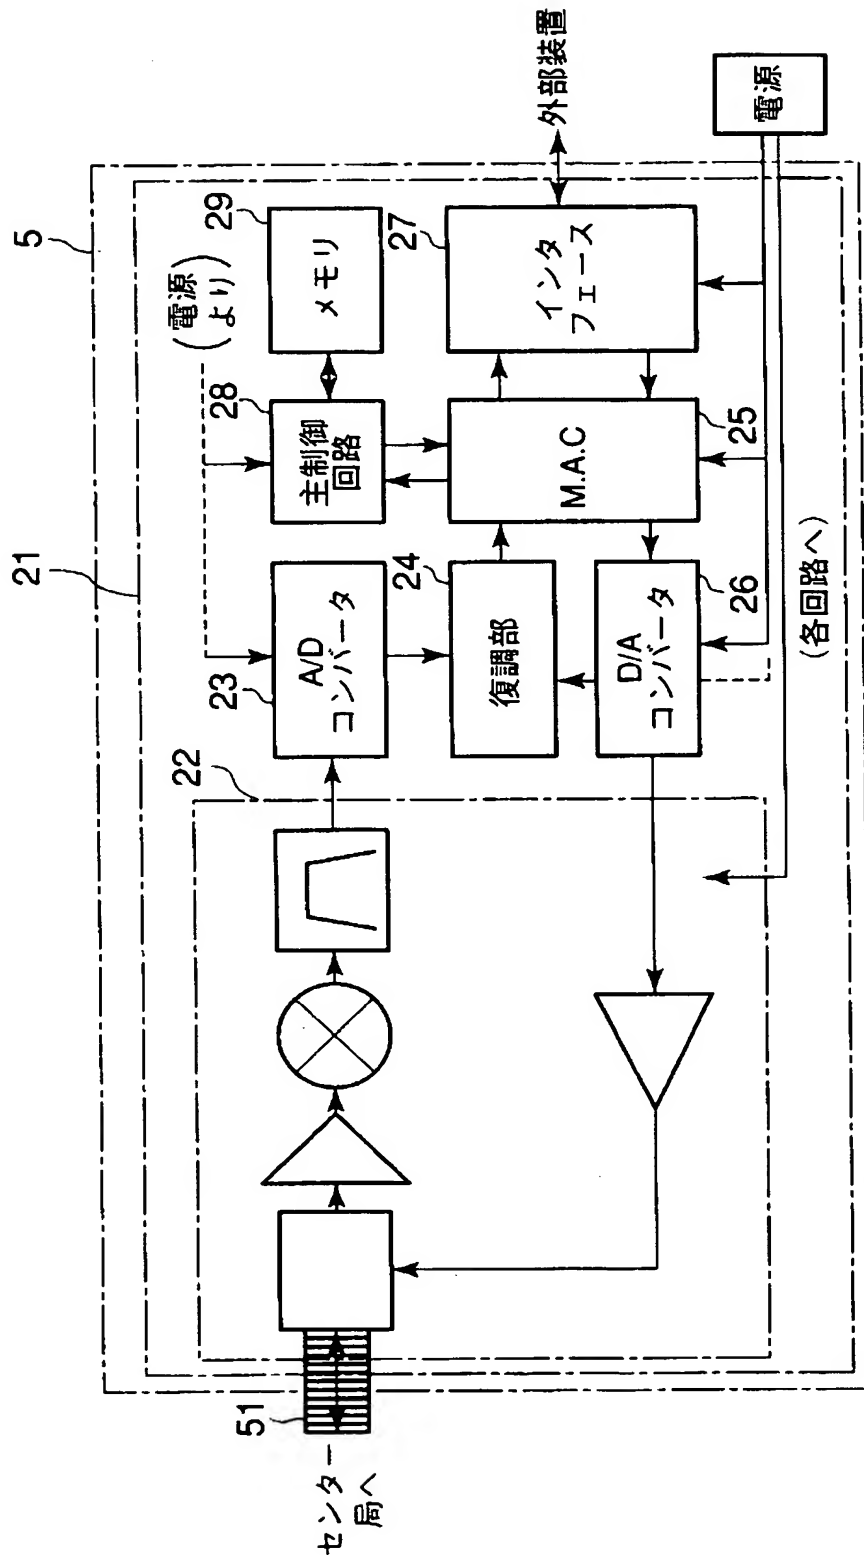 5
21
22
23
A/D
コンバータ
(電源
より)
28
主制御
回路
29
メモリ
24
復調部
25
M.A.C
27
インタ
フェース
外部装置
26
D/A
コンバータ
電源
(各回路へ)
51
センター
局へ